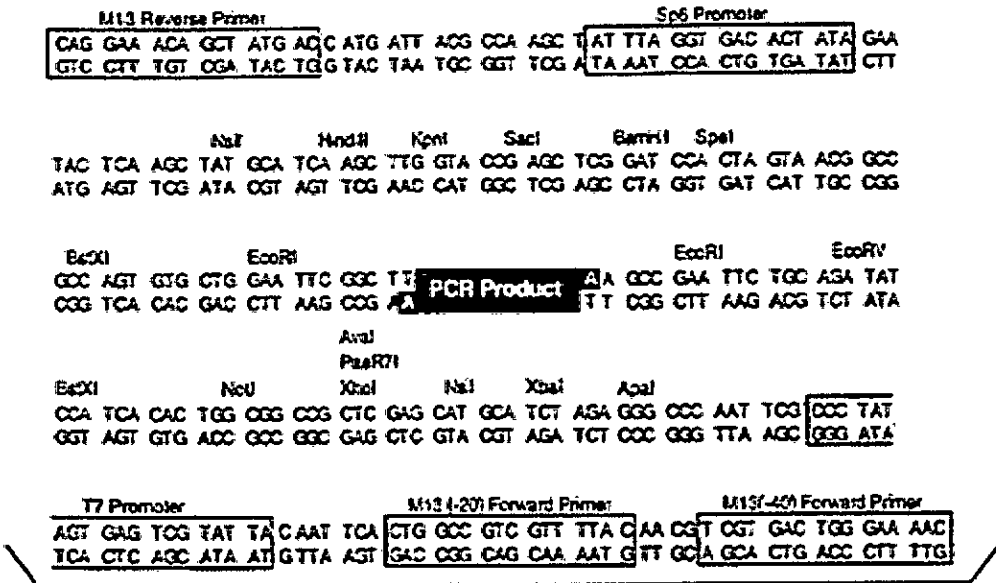 M13 Reverse Primer Sp6 Promoter
CAG GAA ACA GCT ATG AC C ATG ATT ACG CCA AGC T AT TTA GGT GAC ACT ATA GAA
GTC CTT TGT CGA TAC TG G TAC TAA TGC GGT TCG A TA AAT CCA CTG TGA TAT CTT
NsiI HindIII KpnI SacI BamHI SpeI
TAC TCA AGC TAT GCA TCA AGC TTG GTA CCG AGC TCG GAT CCA CTA GTA ACG GCC
ATG AGT TCG ATA CGT AGT TCG AAC CAT GGC TCG AGC CTA GGT GAT CAT TGC CGG
BstXI EcoRI EcoRI EcoRV
GCC AGT GTG CTG GAA TTC GGC TT PCR Product A A GCC GAA TTC TGC AGA TAT
CGG TCA CAC GAC CTT AAG CCG A A T T CGG CTT AAG ACG TCT ATA
AvaI
PaeR7I
BstXI NotI XhoI NsiI XbaI ApaI
CCA TCA CAC TGG CGG CCG CTC GAG CAT GCA TCT AGA GGG CCC AAT TCG CCC TAT
GGT AGT GTG ACC GCC GGC GAG CTC GTA CGT AGA TCT CCC GGG TTA AGC GGG ATA
T7 Promoter M13 (-20) Forward Primer M13(-40) Forward Primer
AGT GAG TCG TAT TA C AAT TCA CTG GCC GTC GTT TTA C AA CG T CGT GAC TGG GAA AAC
TCA CTC AGC ATA AT G TTA AGT GAC CGG CAG CAA AAT G TT GC A GCA CTG ACC CTT TTG